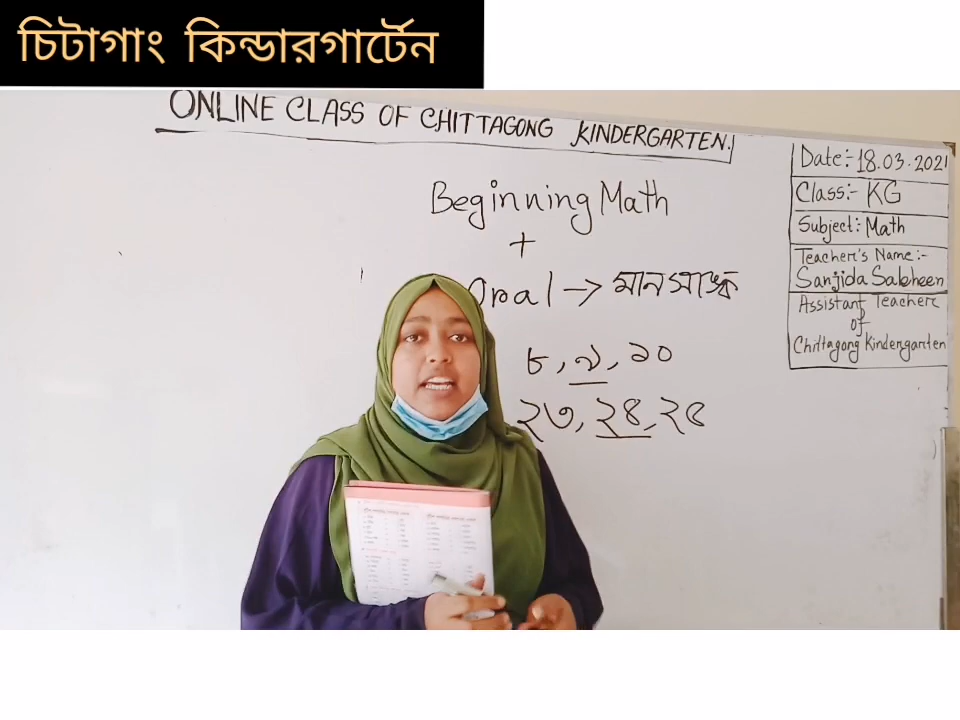 চিটাগাং কিন্ডারগার্টেন
ONLINE CLASS OF CHITTAGONG KINDERGARTEN.
Beginning Math
+
Oral → মানসাঙ্ক
৮, ৯, ১০
২৩, ২৪, ২৫
Date:- 18.03.2021
Class:- KG
Subject: Math
Teacher's Name:-
Sanjida Sabheen
Assistant Teacher
of
Chittagong Kindergarten